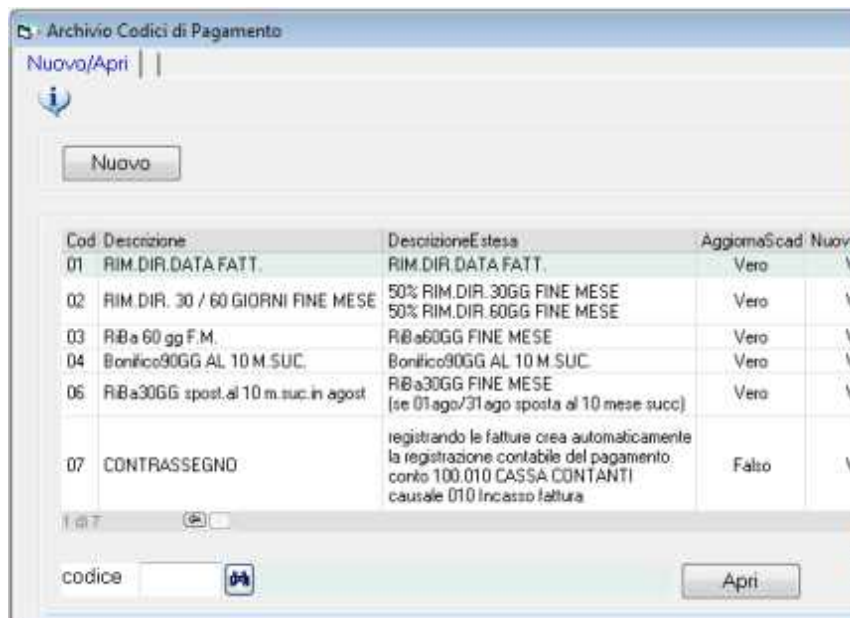 Archivio Codici di Pagamento
Nuovo/Apri
Nuovo
Cod Descrizione DescrizioneEstesa AggiornaScad Nuov
01 RIM.DIR.DATA FATT. RIM.DIR.DATA FATT. Vero V
02 RIM.DIR. 30 / 60 GIORNI FINE MESE 50% RIM.DIR.30GG FINE MESE Vero V
50% RIM.DIR.60GG FINE MESE
03 RiBa 60 gg F.M. RiBa60GG FINE MESE Vero V
04 Bonifico90GG AL 10 M.SUC. Bonifico90GG AL 10 M.SUC. Vero V
06 RiBa30GG spost.al 10 m.suc.in agost RiBa30GG FINE MESE Vero V
(se 01ago/31ago sposta al 10 mese succ)
07 CONTRASSEGNO registrando le fatture crea automaticamente Falso V
la registrazione contabile del pagamento
conto 100.010 CASSA CONTANTI
causale 010 Incasso fattura
1 di 7
codice
Apri